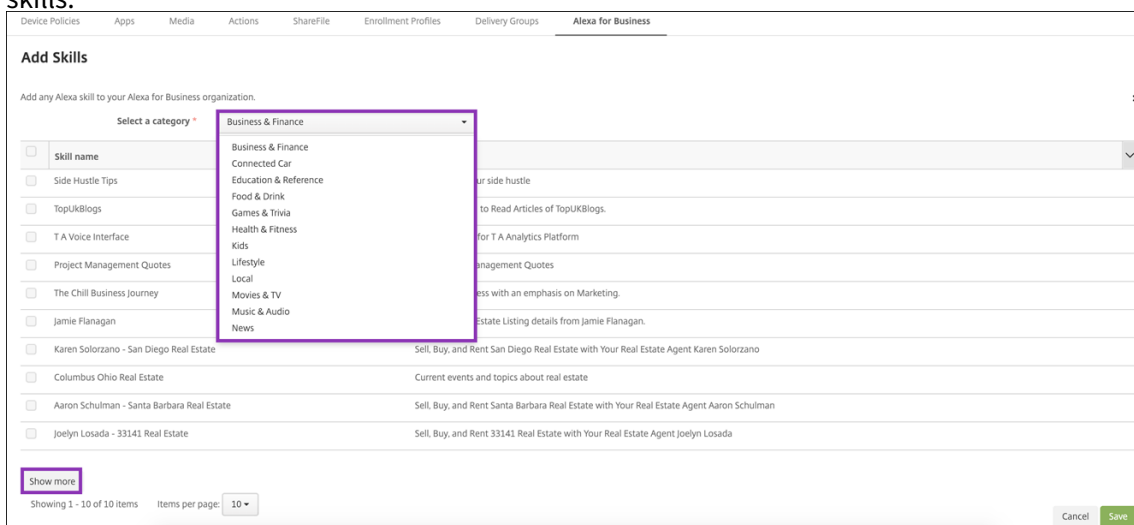 skills.
Device Policies Apps Media Actions ShareFile Enrollment Profiles Delivery Groups Alexa for Business
Add Skills
Add any Alexa skill to your Alexa for Business organization.
Select a category * Business & Finance
Business & Finance
Connected Car
Education & Reference
Food & Drink
Games & Trivia
Health & Fitness
Kids
Lifestyle
Local
Movies & TV
Music & Audio
News
Skill name
Side Hustle Tips ur side hustle
TopUkBlogs to Read Articles of TopUKBlogs.
T A Voice Interface for T A Analytics Platform
Project Management Quotes anagement Quotes
The Chill Business Journey ess with an emphasis on Marketing.
Jamie Flanagan Estate Listing details from Jamie Flanagan.
Karen Solorzano - San Diego Real Estate Sell, Buy, and Rent San Diego Real Estate with Your Real Estate Agent Karen Solorzano
Columbus Ohio Real Estate Current events and topics about real estate
Aaron Schulman - Santa Barbara Real Estate Sell, Buy, and Rent Santa Barbara Real Estate with Your Real Estate Agent Aaron Schulman
Joelyn Losada - 33141 Real Estate Sell, Buy, and Rent 33141 Real Estate with Your Real Estate Agent Joelyn Losada
Show more
Showing 1 - 10 of 10 items Items per page: 10
Cancel Save